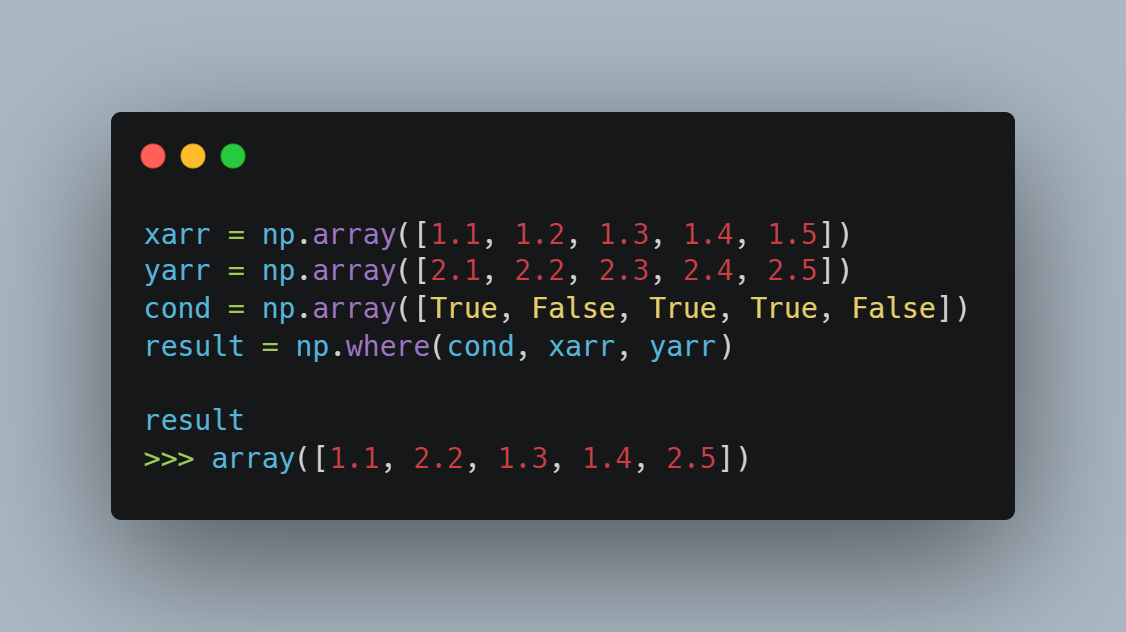 xarr = np.array([1.1, 1.2, 1.3, 1.4, 1.5])
yarr = np.array([2.1, 2.2, 2.3, 2.4, 2.5])
cond = np.array([True, False, True, True, False])
result = np.where(cond, xarr, yarr)
result
>>> array([1.1, 2.2, 1.3, 1.4, 2.5])